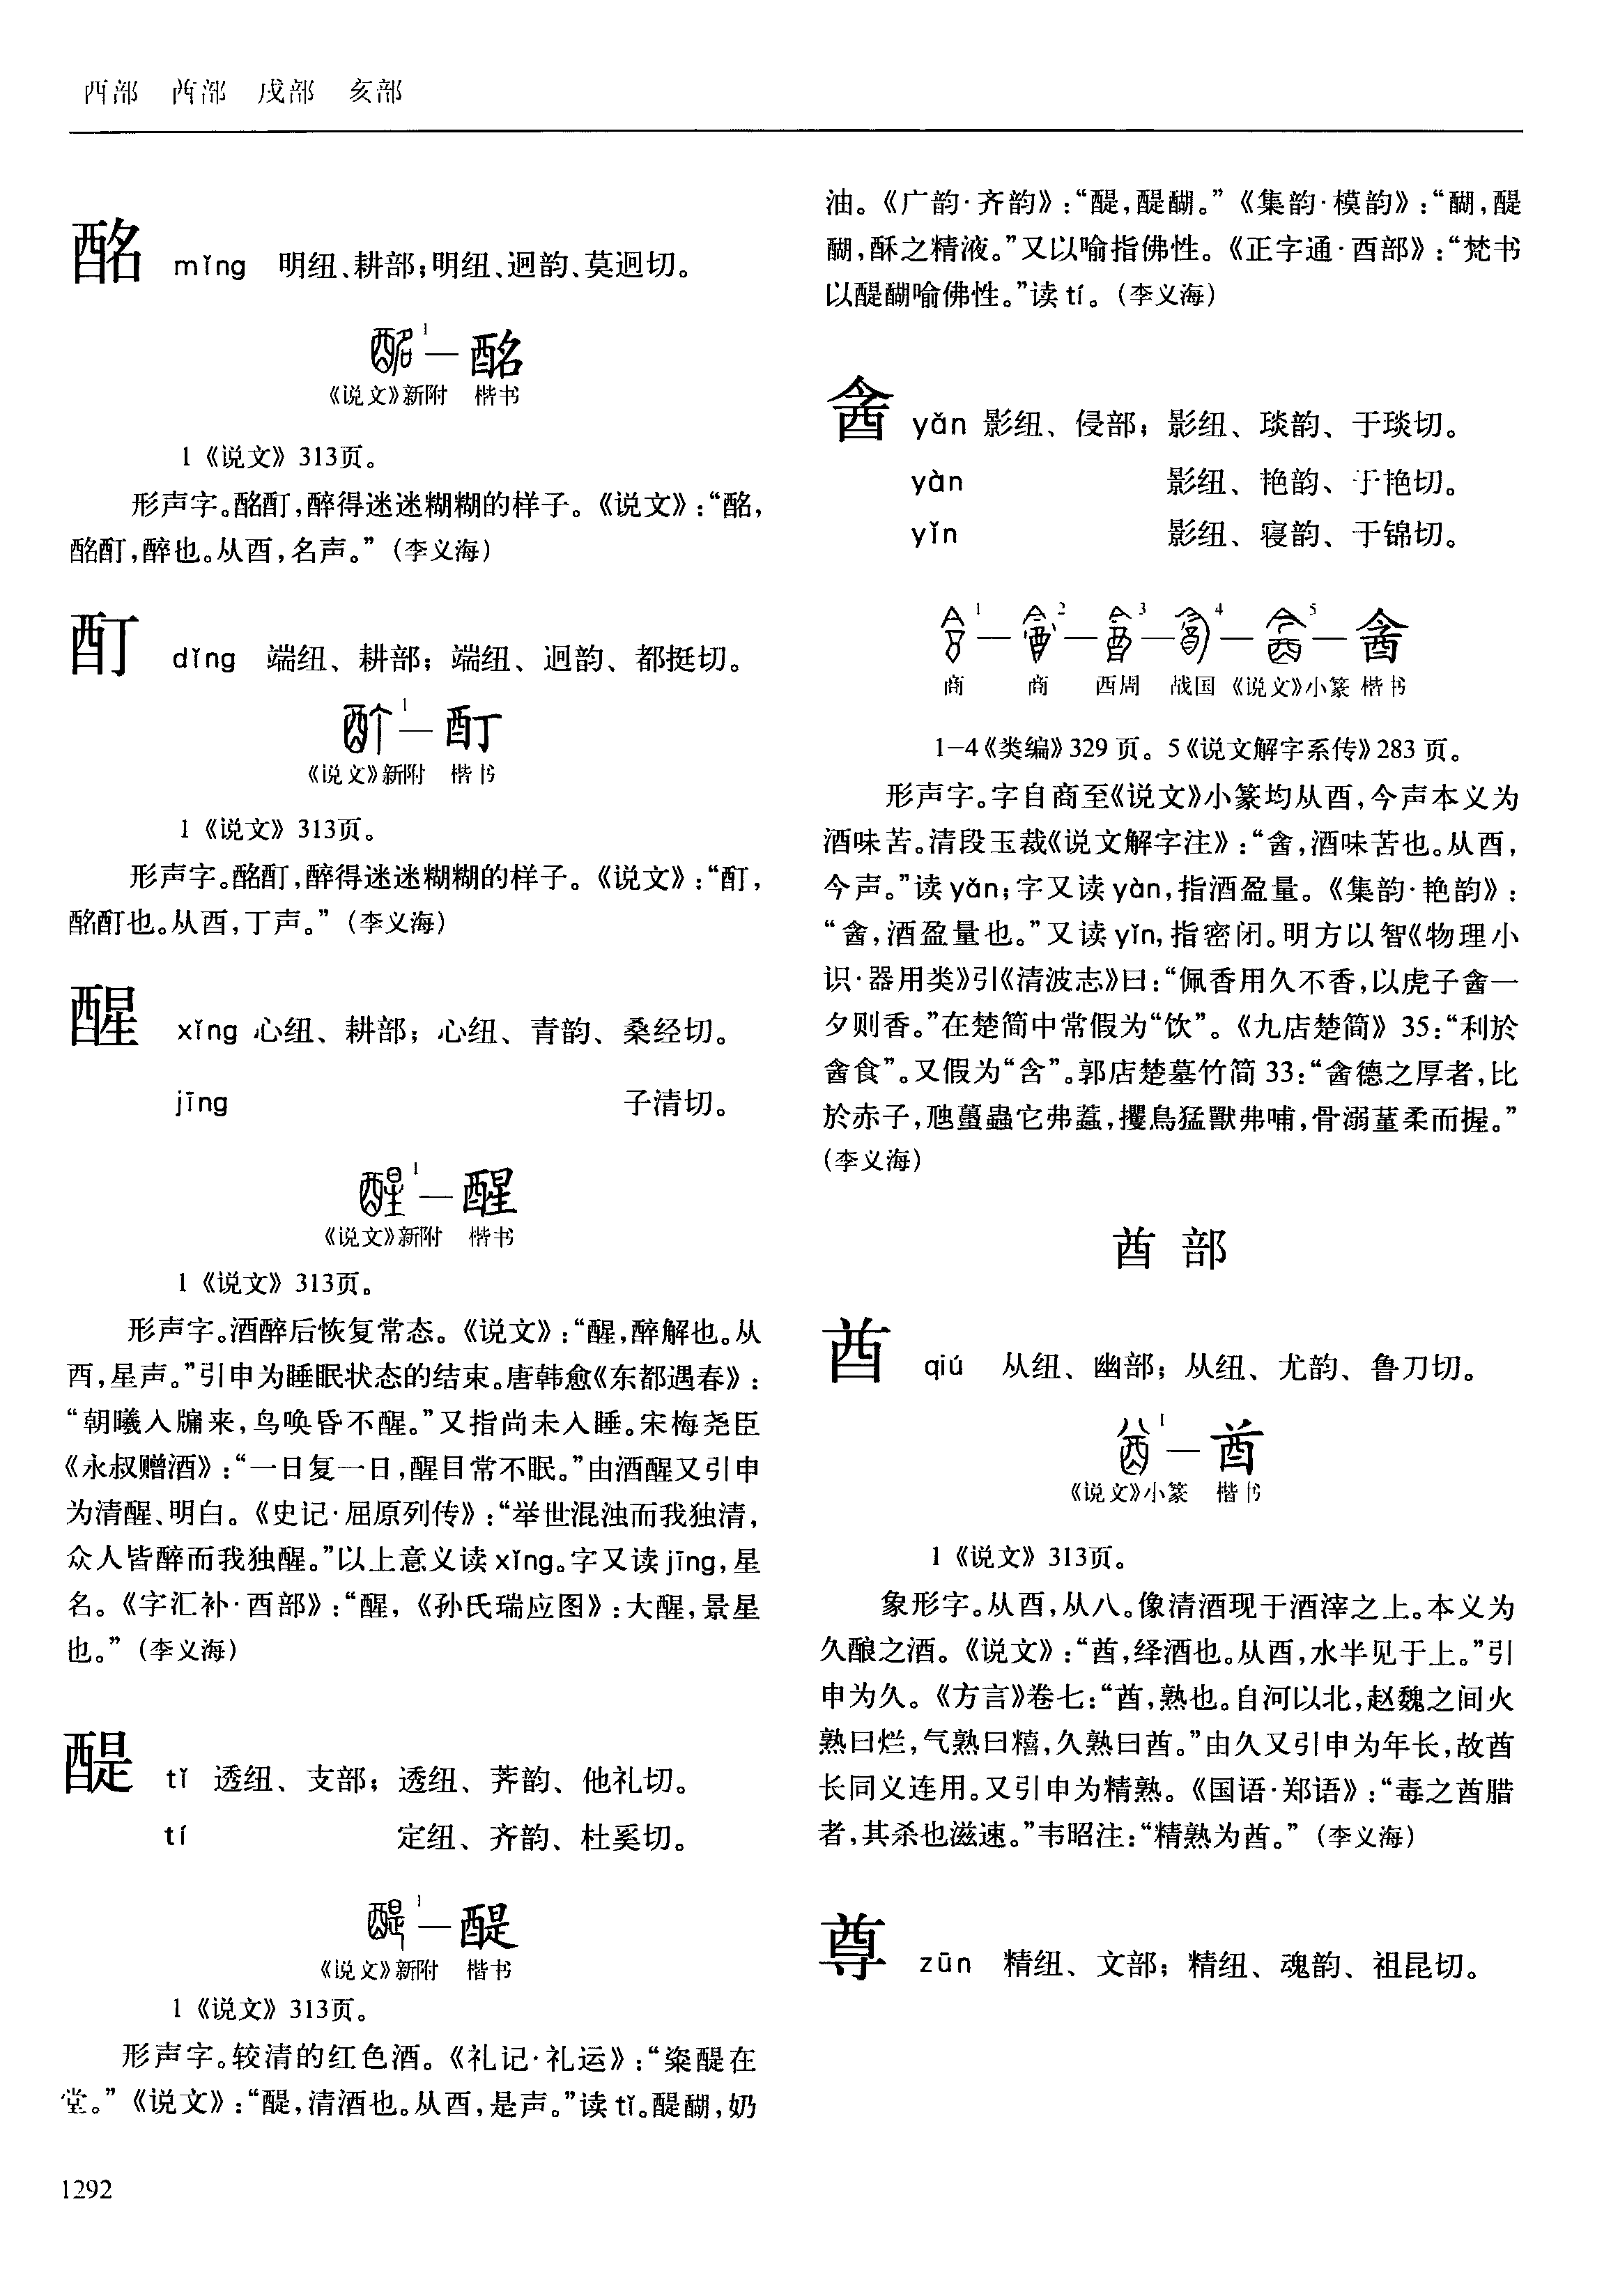 酉部 酋部 戌部 亥部
酩 mǐng 明纽、耕部;明纽、迥韵、莫迥切。
1
— 酩
《说文》新附 楷书
1《说文》313页。
形声字。酩酊,醉得迷迷糊糊的样子。《说文》:“酩,
酩酊,醉也。从酉,名声。”(李义海)
酊 dǐng 端纽、耕部;端纽、迥韵、都挺切。
1
— 酊
《说文》新附 楷书
1《说文》313页。
形声字。酩酊,醉得迷迷糊糊的样子。《说文》:“酊,
酩酊也。从酉,丁声。”(李义海)
醒 xǐng 心纽、耕部;心纽、青韵、桑经切。
jīng 子清切。
1
— 醒
《说文》新附 楷书
1《说文》313页。
形声字。酒醉后恢复常态。《说文》:“醒,醉解也。从
酉,星声。”引申为睡眠状态的结束。唐韩愈《东都遇春》:
“朝曦入牖来,鸟唤昏不醒。”又指尚未入睡。宋梅尧臣
《永叔赠酒》:“一日复一日,醒目常不眠。”由酒醒又引申
为清醒、明白。《史记·屈原列传》:“举世混浊而我独清,
众人皆醉而我独醒。”以上意义读xǐng。字又读jīng,星
名。《字汇补·酉部》:“醒,《孙氏瑞应图》:大醒,景星
也。”(李义海)
醍 tǐ 透纽、支部;透纽、荠韵、他礼切。
tí 定纽、齐韵、杜奚切。
1
— 醍
《说文》新附 楷书
1《说文》313页。
形声字。较清的红色酒。《礼记·礼运》:“粢醍在
堂。”《说文》:“醍,清酒也。从酉,是声。”读tǐ。醍醐,奶
1292
油。《广韵·齐韵》:“醍,醍醐。”《集韵·模韵》:“醐,醍
醐,酥之精液。”又以喻指佛性。《正字通·酉部》:“梵书
以醍醐喻佛性。”读tí。(李义海)
酓 yǎn 影纽、侵部;影纽、琰韵、于琰切。
yàn 影纽、艳韵、于艳切。
yǐn 影纽、寝韵、于锦切。
1 — 2 — 3 — 4 — 5 — 酓
商 商 西周 战国 《说文》小篆 楷书
1-4《类编》329页。5《说文解字系传》283页。
形声字。字自商至《说文》小篆均从酉,今声本义为
酒味苦。清段玉裁《说文解字注》:“酓,酒味苦也。从酉,
今声。”读yǎn;字又读yàn,指酒盈量。《集韵·艳韵》:
“酓,酒盈量也。”又读yǐn,指密闭。明方以智《物理小
识·器用类》引《清波志》曰:“佩香用久不香,以虎子酓一
夕则香。”在楚简中常假为“饮”。《九店楚简》35:“利於
酓食”。又假为“含”。郭店楚墓竹简33:“酓德之厚者,比
於赤子,虺蠆蟲它弗蠚,攫鳥猛獸弗哺,骨溺堇柔而握。”
(李义海)
酋 部
酋 qiú 从纽、幽部;从纽、尤韵、鲁刀切。
1
— 酋
《说文》小篆 楷书
1《说文》313页。
象形字。从酉,从八。像清酒现于酒滓之上。本义为
久酿之酒。《说文》:“酋,绎酒也。从酉,水半见于上。”引
申为久。《方言》卷七:“酋,熟也。自河以北,赵魏之间火
熟曰烂,气熟曰糦,久熟曰酋。”由久又引申为年长,故酋
长同义连用。又引申为精熟。《国语·郑语》:“毒之酋腊
者,其杀也滋速。”韦昭注:“精熟为酋。”(李义海)
尊 zūn 精纽、文部;精纽、魂韵、祖昆切。